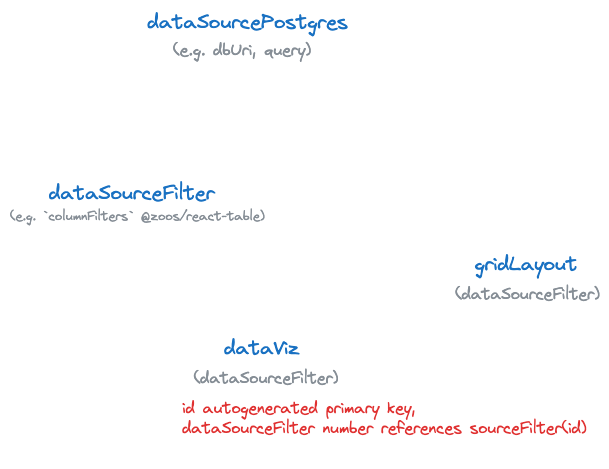 dataSourcePostgres
(e.g. dbUri, query)
dataSourceFilter
(e.g. `columnFilters` @zoos/react-table)
gridLayout
(dataSourceFilter)
dataViz
(dataSourceFilter)
id autogenerated primary key,
dataSourceFilter number references sourceFilter(id)